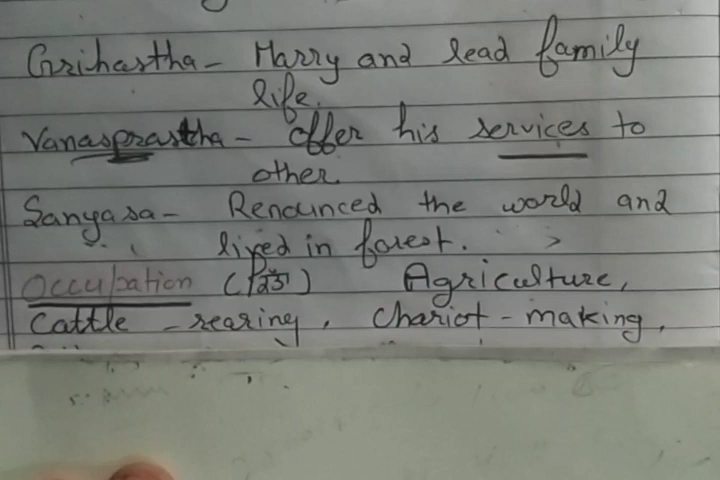 Grihastha - Marry and lead family
life.
Vanasprastha - offer his services to
other
Sanyasa - Renounced the world and
lived in forest.
Occupation Agriculture,
Cattle - rearing, Chariot - making,